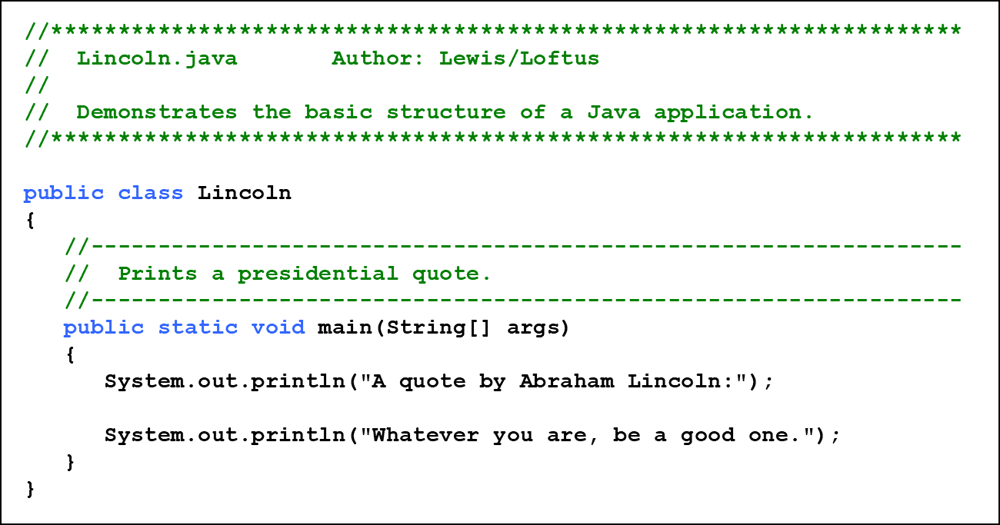 //********************************************************************
//  Lincoln.java       Author: Lewis/Loftus
//
//  Demonstrates the basic structure of a Java application.
//********************************************************************

public class Lincoln
{
   //-----------------------------------------------------------------
   //  Prints a presidential quote.
   //-----------------------------------------------------------------
   public static void main(String[] args)
   {
      System.out.println("A quote by Abraham Lincoln:");

      System.out.println("Whatever you are, be a good one.");
   }
}